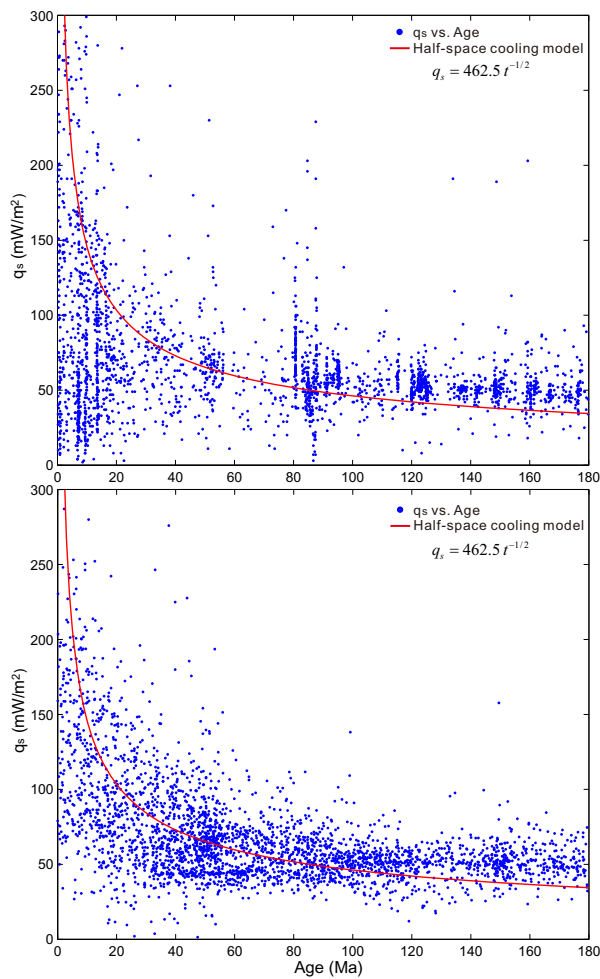 300
250
200
150
100
50
0
qs (mW/m²)
qs vs. Age
Half-space cooling model
qs = 462.5 t^-1/2
0 20 40 60 80 100 120 140 160 180
300
250
200
150
100
50
0
qs (mW/m²)
qs vs. Age
Half-space cooling model
qs = 462.5 t^-1/2
0 20 40 60 80 100 120 140 160 180
Age (Ma)